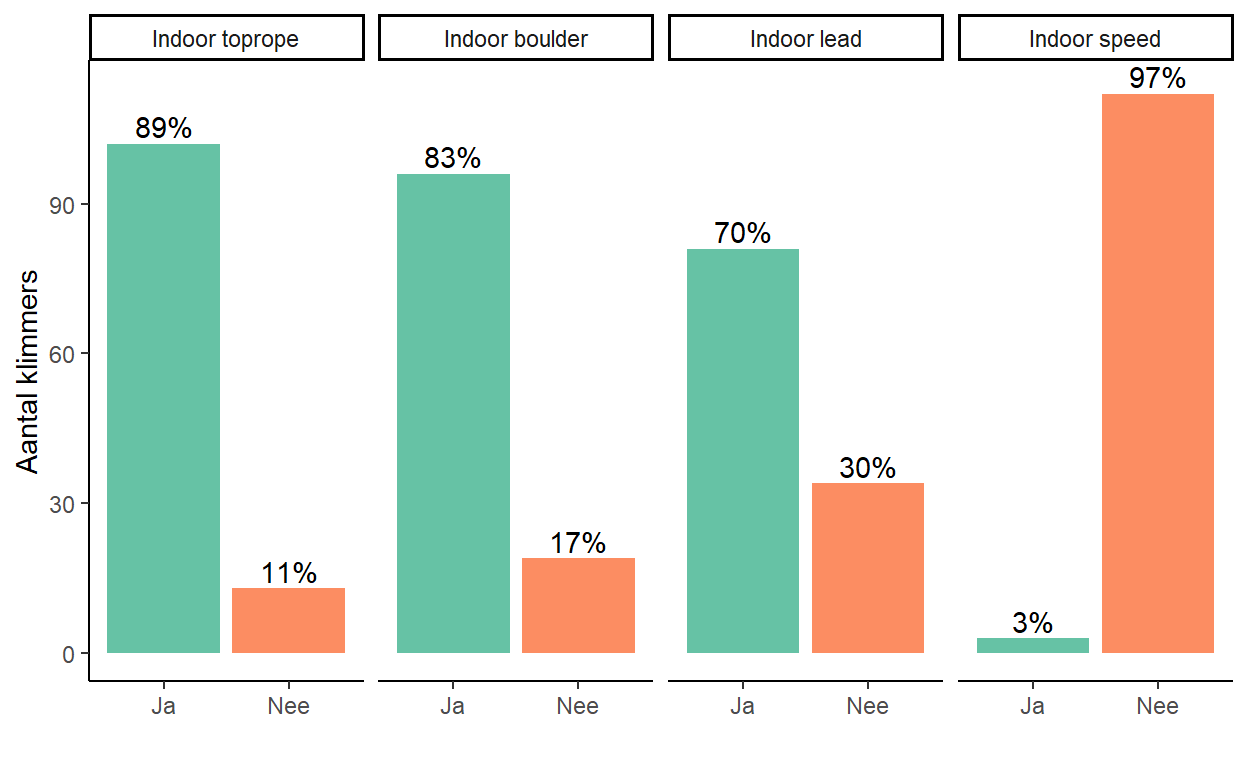 Indoor toprope
Indoor boulder
Indoor lead
Indoor speed
Aantal klimmers
90
60
30
0
89%
11%
83%
17%
70%
30%
3%
97%
Ja
Nee
Ja
Nee
Ja
Nee
Ja
Nee